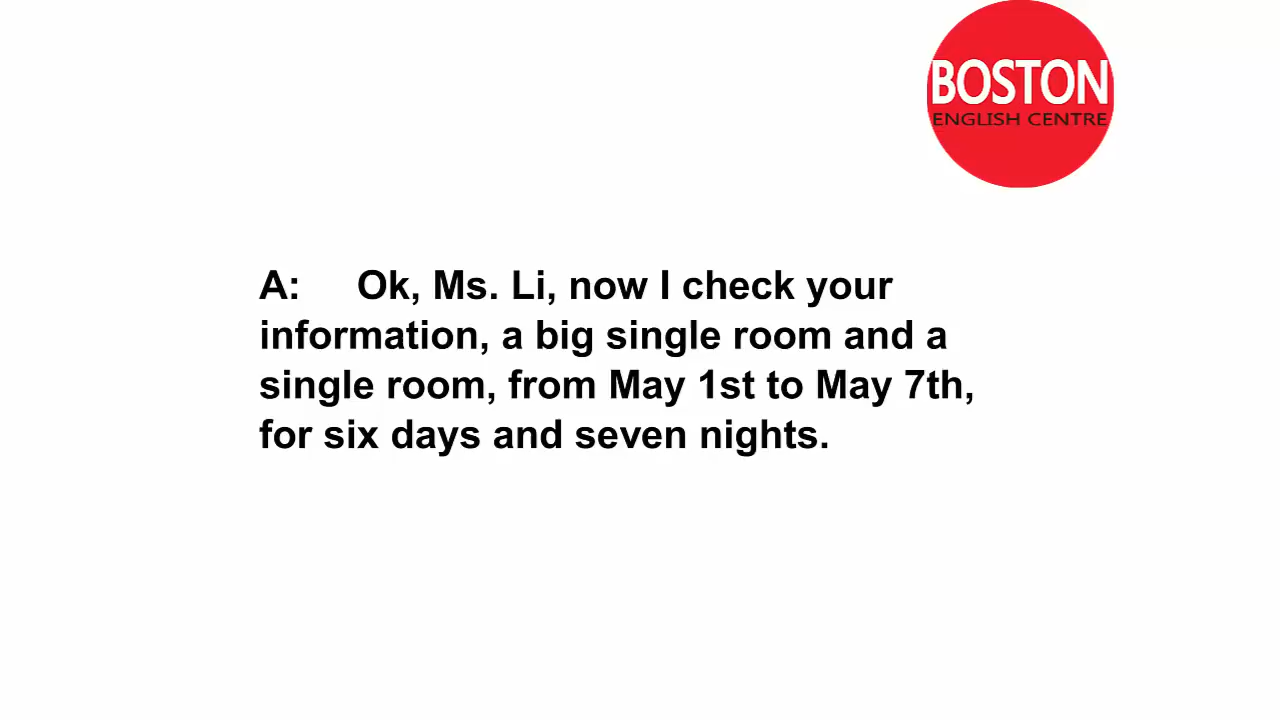 BOSTON
ENGLISH CENTRE
A: Ok, Ms. Li, now I check your
information, a big single room and a
single room, from May 1st to May 7th,
for six days and seven nights.